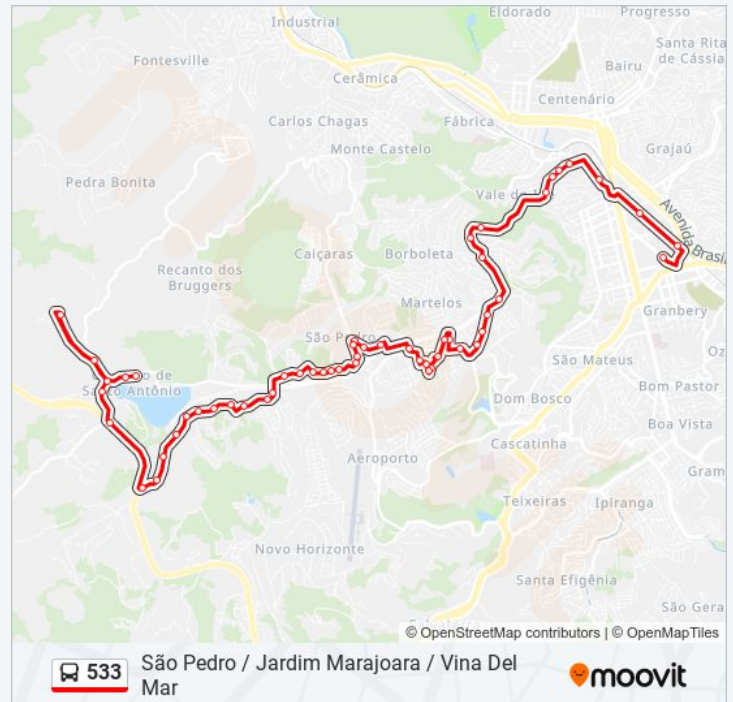 Eldorado
Progresso
Industrial
Santa Rita
de Cássia
Fontesville
Bairu
Cerâmica
Centenário
Carlos Chagas
Fábrica
Monte Castelo
Grajaú
Pedra Bonita
Vale do
Avenida Brasil
Caiçaras
Borboleta
Recanto dos
Bruggers
Martelos
Granbery
São Pedro
São Mateus
Oz
de
Santo Antônio
Bom Pastor
Dom Bosco
Boa Vista
Cascatinha
Aeroporto
Gram
Teixeiras
Ipiranga
Novo Horizonte
Santa Efigênia
São Gera
© OpenStreetMap contributors | © OpenMapTiles
533
São Pedro / Jardim Marajoara / Vina Del
Mar
moovit